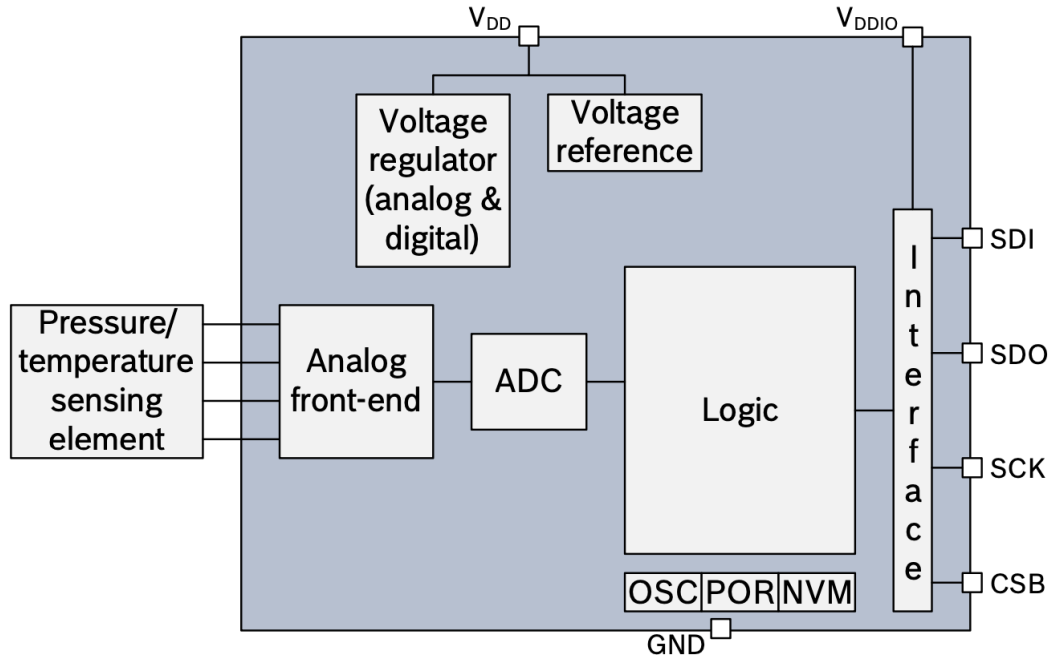 VDD
VDDIO
Voltage
regulator
(analog &
digital)
Voltage
reference
Pressure/
temperature
sensing
element
Analog
front-end
ADC
Logic
Interface
SDI
SDO
SCK
CSB
OSC POR NVM
GND